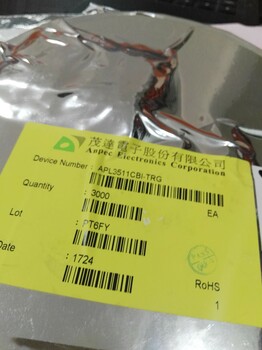 茂達電子股份有限公司
Anpec Electronics Corporation
Device Number : APL3511CBI-TRG
Quantity : 3000 EA
Lot : PT6FY
Date : 1724
RoHS
1